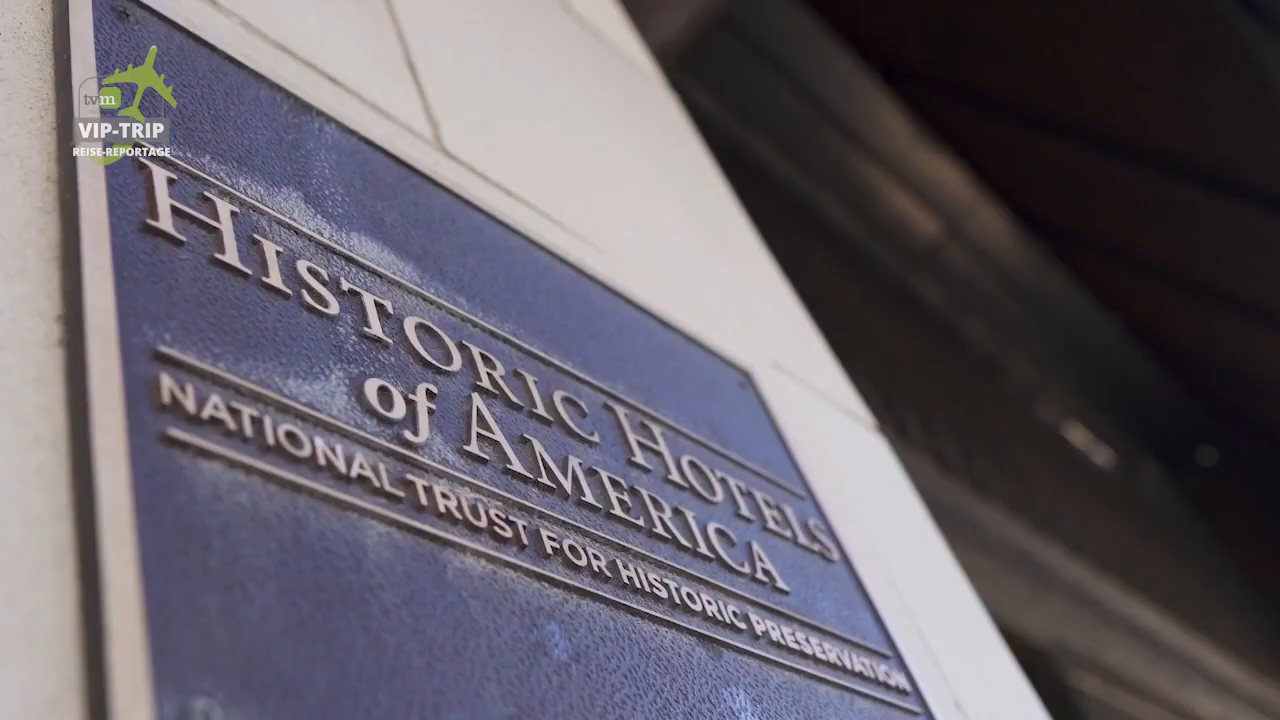 tvm
VIP-TRIP
REISE-REPORTAGE
HISTORIC HOTELS
of AMERICA
NATIONAL TRUST FOR HISTORIC PRESERVATION